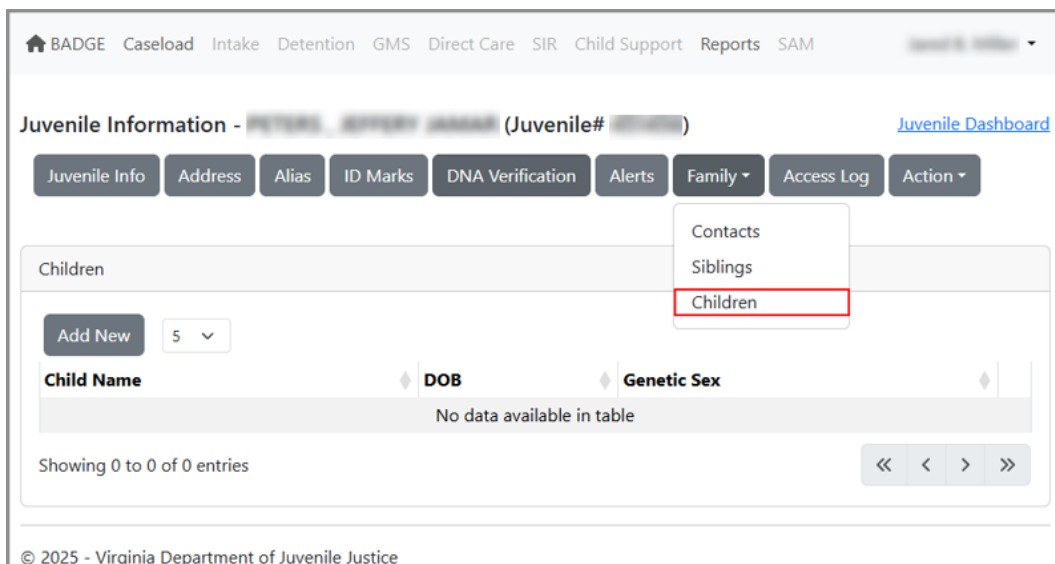 BADGE Caseload Intake Detention GMS Direct Care SIR Child Support Reports SAM
Juvenile Information - (Juvenile# )
Juvenile Dashboard
Juvenile Info Address Alias ID Marks DNA Verification Alerts Family Access Log Action
Contacts
Siblings
Children
Children
Add New 5
Child Name DOB Genetic Sex
No data available in table
Showing 0 to 0 of 0 entries
« < > »
© 2025 - Virginia Department of Juvenile Justice